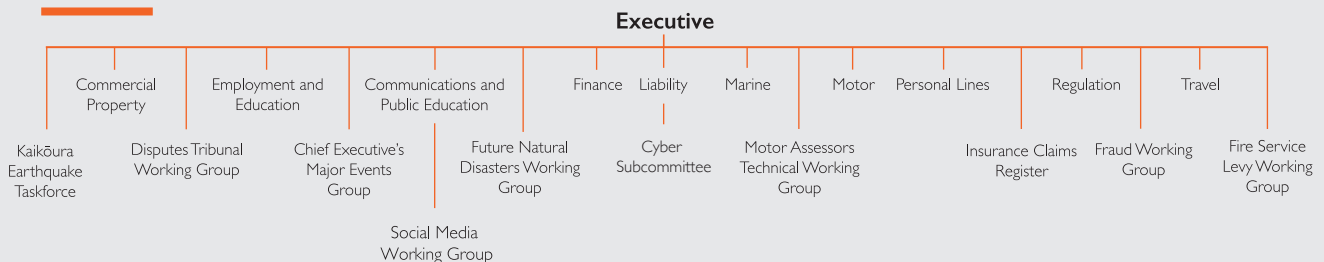 Executive
Commercial
Property
Employment and
Education
Communications and
Public Education
Finance
Liability
Marine
Motor
Personal Lines
Regulation
Travel
Kaikōura
Earthquake
Taskforce
Disputes Tribunal
Working Group
Chief Executive's
Major Events
Group
Future Natural
Disasters Working
Group
Cyber
Subcommittee
Motor Assessors
Technical Working
Group
Insurance Claims
Register
Fraud Working
Group
Fire Service
Levy Working
Group
Social Media
Working Group